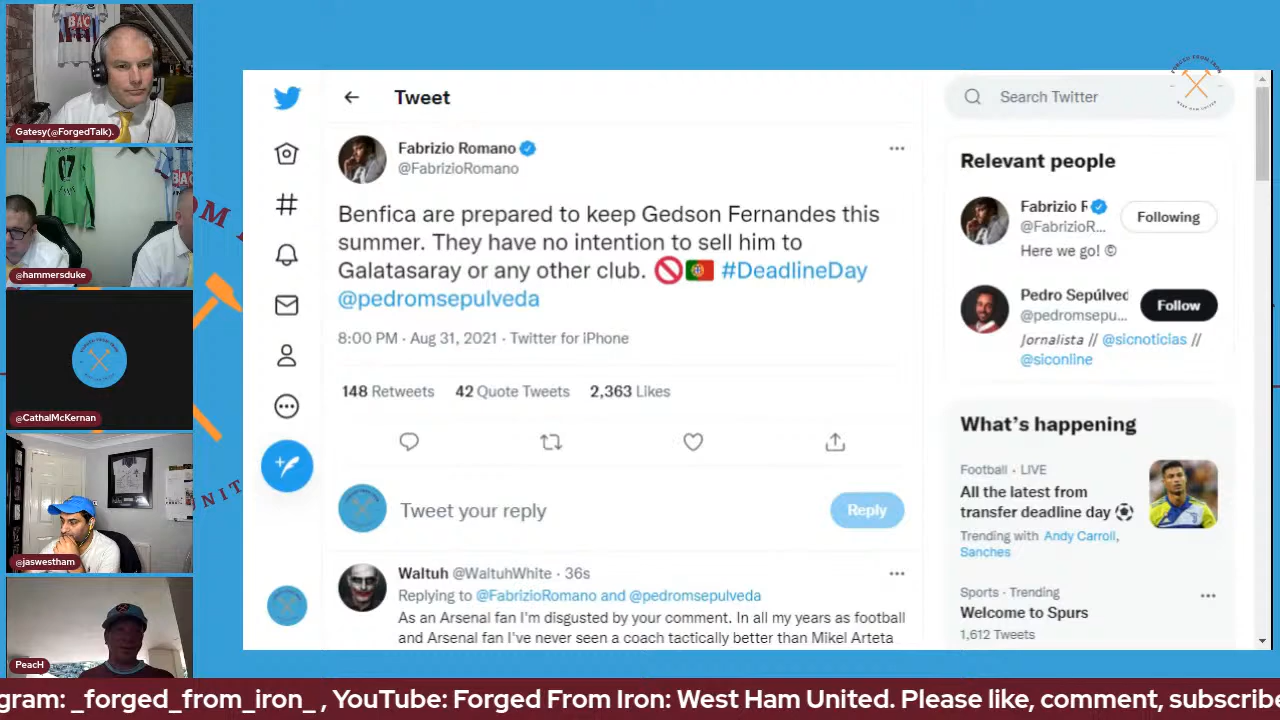 BAC
Gatesy(@ForgedTalk).
07
BAC
@hammersduke
@CathalMcKernan
@jaswestham
PeacH
FORGED FROM IRON
Tweet
Search Twitter
Fabrizio Romano
@FabrizioRomano
Benfica are prepared to keep Gedson Fernandes this
summer. They have no intention to sell him to
Galatasaray or any other club. 🚫🇵🇹 #DeadlineDay
@pedromsepulveda
8:00 PM · Aug 31, 2021 · Twitter for iPhone
148 Retweets 42 Quote Tweets 2,363 Likes
Tweet your reply
Reply
Waltuh @WaltuhWhite · 36s
Replying to @FabrizioRomano and @pedromsepulveda
As an Arsenal fan I'm disgusted by your comment. In all my years as football
and Arsenal fan I've never seen a coach tactically better than Mikel Arteta
Relevant people
Fabrizio R
@FabrizioR...
Following
Here we go! ©
Pedro Sepúlved
@pedromsepu...
Follow
Jornalista // @sicnoticias //
@siconline
What's happening
Football · LIVE
All the latest from
transfer deadline day ⚽
Trending with Andy Carroll,
Sanches
Sports · Trending
Welcome to Spurs
1,612 Tweets
gram: _forged_from_iron_ , YouTube: Forged From Iron: West Ham United. Please like, comment, subscribe